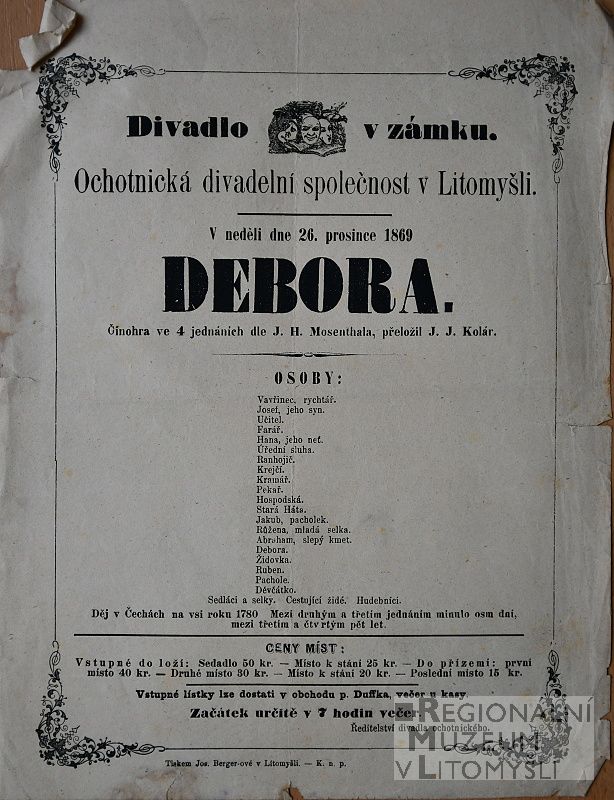 Divadlo v zámku.
Ochotnická divadelní společnost v Litomyšli.
V neděli dne 26. prosince 1869
DEBORA.
Činohra ve 4 jednáních dle J. H. Mosenthala, přeložil J. J. Kolár.
OSOBY:
Vavřinec, rychtář.
Josef, jeho syn.
Učitel.
Farář.
Hana, jeho neť.
Úřední sluha.
Ranhojič.
Krejčí.
Kramář.
Pekař.
Hospodská.
Stará Háta.
Jakub, pacholek.
Růžena, mladá selka.
Abraham, slepý kmet.
Debora.
Židovka.
Ruben.
Pachole.
Děvčátko.
Sedláci a selky. Cestující židé. Hudebníci.
Děj v Čechách na vsi roku 1780 Mezi druhým a třetím jednáním minulo osm dní,
mezi třetím a čtvrtým pět let.
CENY MÍST:
Vstupné do loží: Sedadlo 50 kr. — Místo k stání 25 kr. — Do přízemí: první
místo 40 kr. — Druhé místo 30 kr. — Místo k stání 20 kr. — Poslední místo 15 kr.
Vstupné lístky lze dostati v obchodu p. Duffka, večer u kasy.
Začátek určitě v 7 hodin večer
Ředitelství divadla ochotnického.
Tiskem Jos. Berger-ové v Litomyšli. — K. n. p.
REGIONÁLNÍ
MUZEUM
V LITOMYŠLI